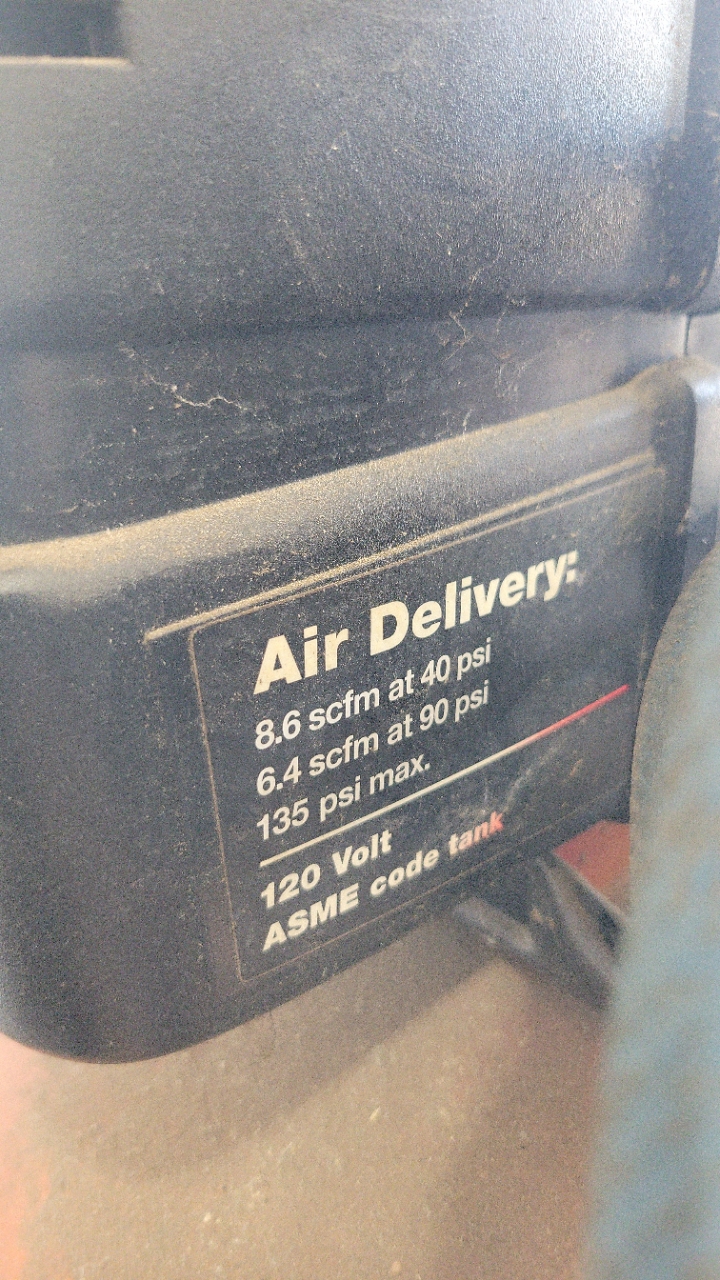 Air Delivery:
8.6 scfm at 40 psi
6.4 scfm at 90 psi
135 psi max.
120 Volt
ASME code tank